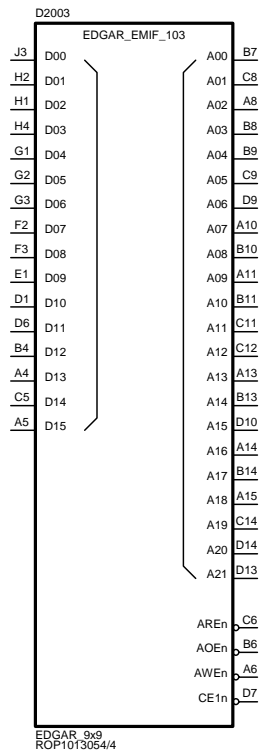 D2003
EDGAR_EMIF_103
J3 D00 A00 B7
H2 D01 A01 C8
H1 D02 A02 A8
H4 D03 A03 B8
G1 D04 A04 B9
G2 D05 A05 C9
G3 D06 A06 D9
F2 D07 A07 A10
F3 D08 A08 B10
E1 D09 A09 A11
D1 D10 A10 B11
D6 D11 A11 C11
B4 D12 A12 C12
A4 D13 A13 A13
C5 D14 A14 B13
A5 D15 A15 D10
A16 A14
A17 B14
A18 A15
A19 C14
A20 D14
A21 D13
AREn C6
AOEn B6
AWEn A6
CE1n D7
EDGAR_9x9
ROP1013054/4